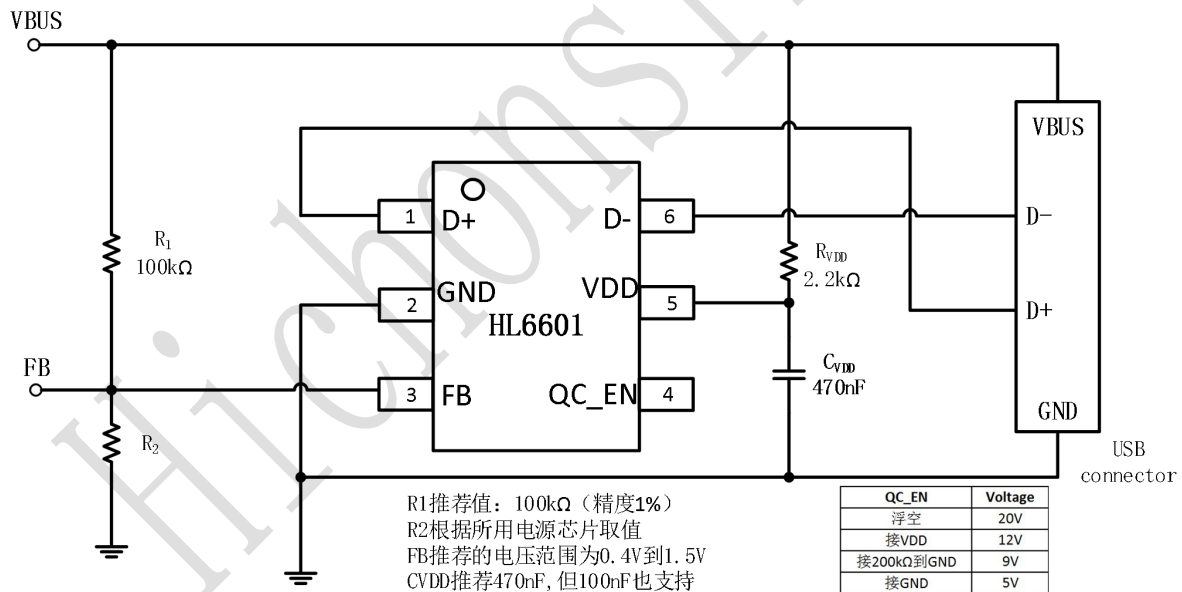 VBUS
R1
100kΩ
FB
R2
1
D+
2
GND
3
FB
HL6601
D-
6
VDD
5
QC_EN
4
RVDD
2.2kΩ
CVDD
470nF
VBUS
D-
D+
GND
USB
connector
R1推荐值：100kΩ（精度1%）
R2根据所用电源芯片取值
FB推荐的电压范围为0.4V到1.5V
CVDD推荐470nF,但100nF也支持
QC_EN Voltage
浮空 20V
接VDD 12V
接200kΩ到GND 9V
接GND 5V